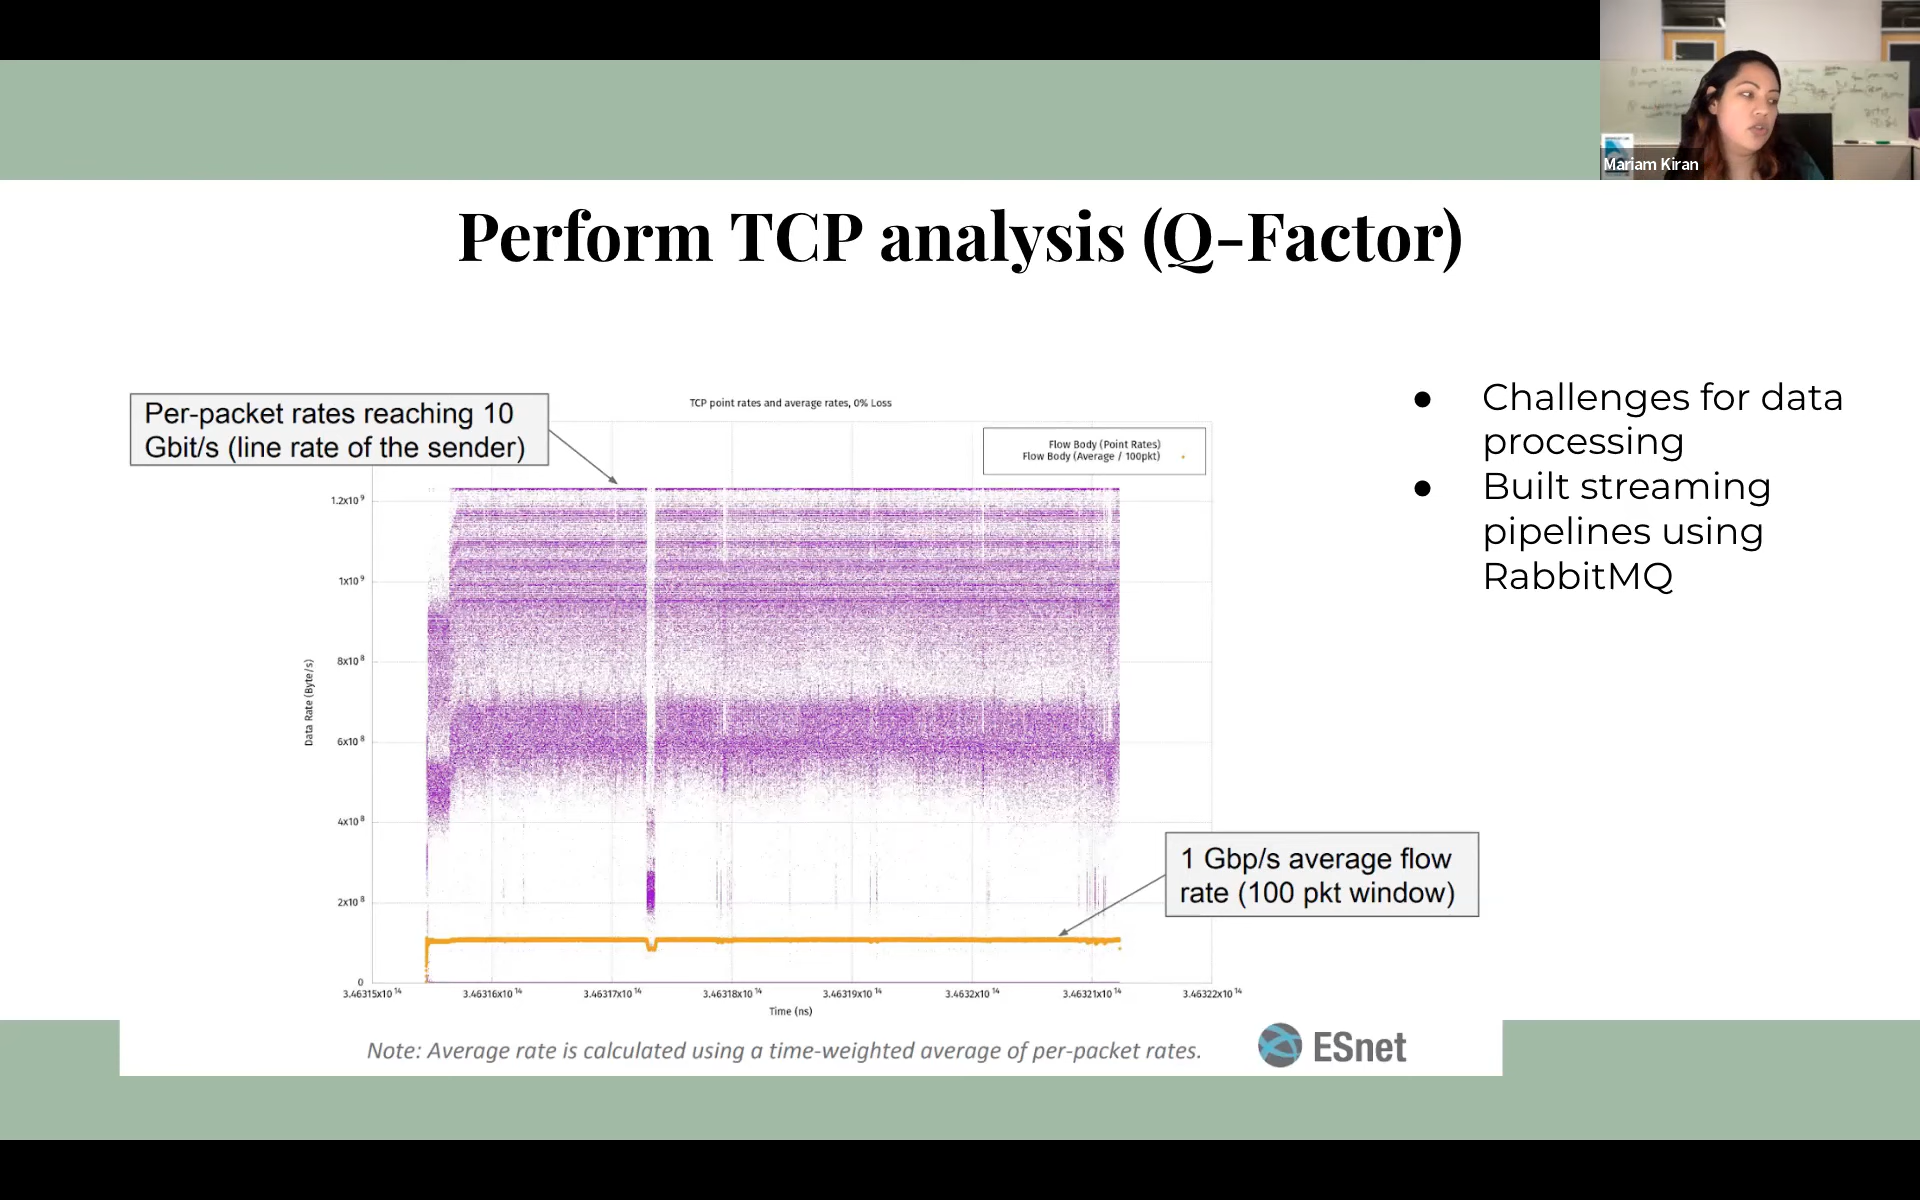 Mariam Kiran
Perform TCP analysis (Q-Factor)
Per-packet rates reaching 10
Gbit/s (line rate of the sender)
TCP point rates and average rates, 0% Loss
Flow Body (Point Rates)
Flow Body (Average / 100pkt)
1.2x10⁹
1x10⁹
8x10⁸
6x10⁸
4x10⁸
2x10⁸
0
Data Rate (Byte/s)
3.46315x10¹⁴
3.46316x10¹⁴
3.46317x10¹⁴
3.46318x10¹⁴
3.46319x10¹⁴
3.4632x10¹⁴
3.46321x10¹⁴
3.46322x10¹⁴
Time (ns)
1 Gbp/s average flow
rate (100 pkt window)
● Challenges for data
processing
● Built streaming
pipelines using
RabbitMQ
Note: Average rate is calculated using a time-weighted average of per-packet rates.
ESnet